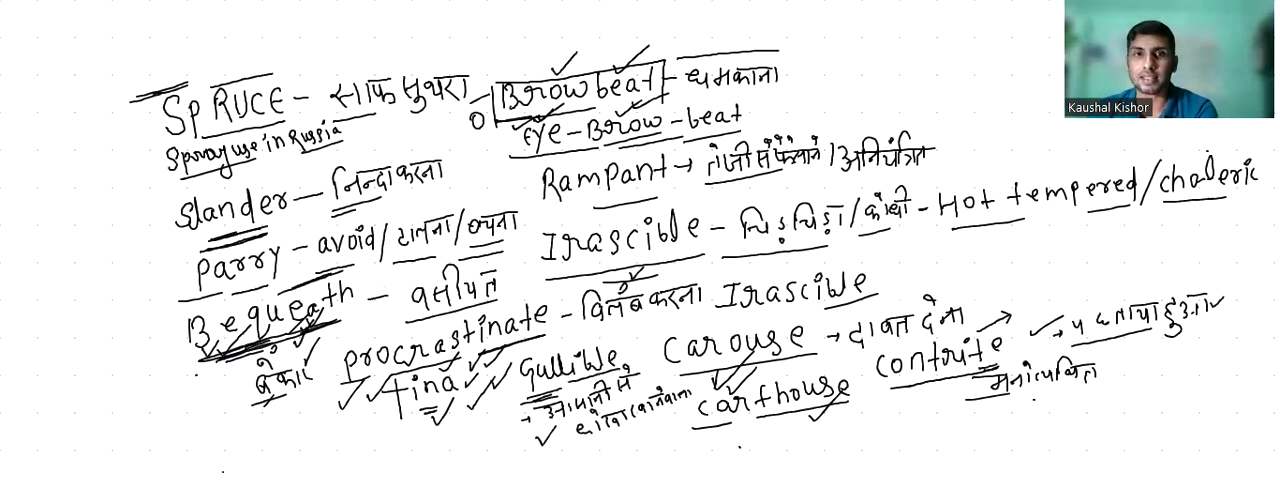 SpRUCE - साफ सुथरा
Spray use in Russia
Browbeat - धमकाना
Eye-Brow-beat
Slander - निन्दा करना
Rampant → तेजी से फैलने / अनियंत्रित
Parry - avoid / टालना / बचना
Irascible - चिड़चिड़ा / क्रोधी - Hot tempered / choleric
Bequeath - वसीयत
बेकार
procrastinate - विलंब करना
tina
Irascible
Gullible
→ आसानी से
धोखा खानेवाला
carouse → दावत देना
carthouse
contrite → पछताया हुआ
Kaushal Kishor